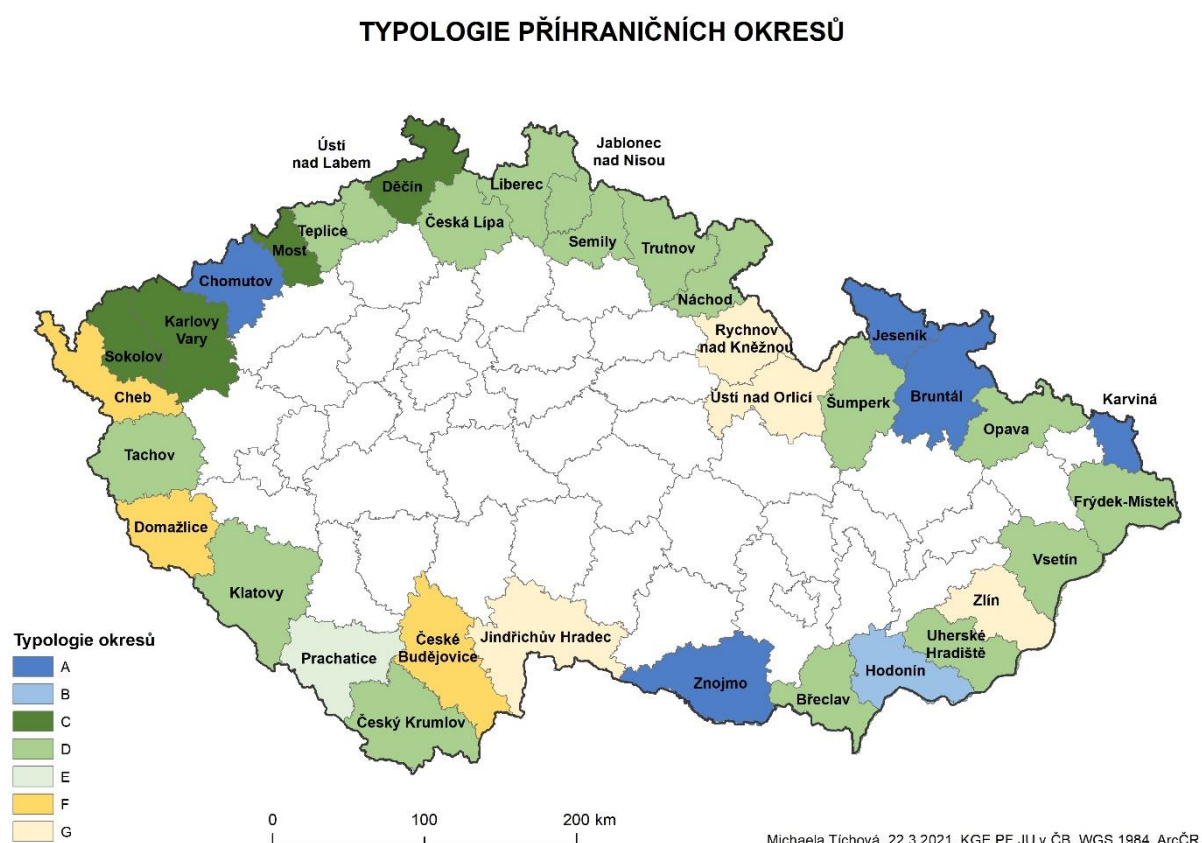 TYPOLOGIE PŘÍHRANIČNÍCH OKRESŮ
Ústí
nad Labem
Jablonec
nad Nisou
Děčín
Liberec
Teplice
Česká Lípa
Most
Semily
Trutnov
Chomutov
Náchod
Karlovy
Vary
Sokolov
Rychnov
nad Kněžnou
Jeseník
Cheb
Ústí nad Orlicí
Šumperk
Bruntál
Karviná
Opava
Tachov
Frýdek-Místek
Domažlice
Vsetín
Klatovy
Zlín
Jindřichův Hradec
České
Budějovice
Uherské
Hradiště
Prachatice
Hodonín
Znojmo
Břeclav
Český Krumlov
Typologie okresů
A
B
C
D
E
F
G
0 100 200 km
Michaela Tíchová, 22.3.2021, KGE PF JU v ČB, WGS 1984, ArcČR